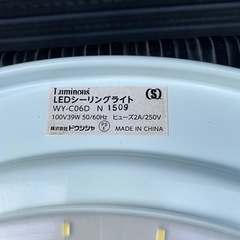 Luminous
LEDシーリングライト
WY-C06D N 1509
100V39W 50/60Hz ヒューズ2A/250V
株式会社ドウシシャ MADE IN CHINA
S